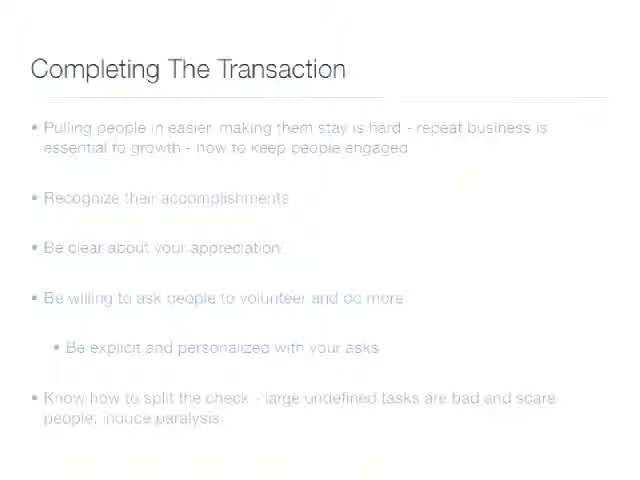 Completing The Transaction
• Pulling people in easier, making them stay is hard - repeat business is
essential to growth - how to keep people engaged
• Recognize their accomplishments
• Be clear about your appreciation
• Be willing to ask people to volunteer and do more
• Be explicit and personalized with your asks
• Know how to split the check - large undefined tasks are bad and scare
people, induce paralysis